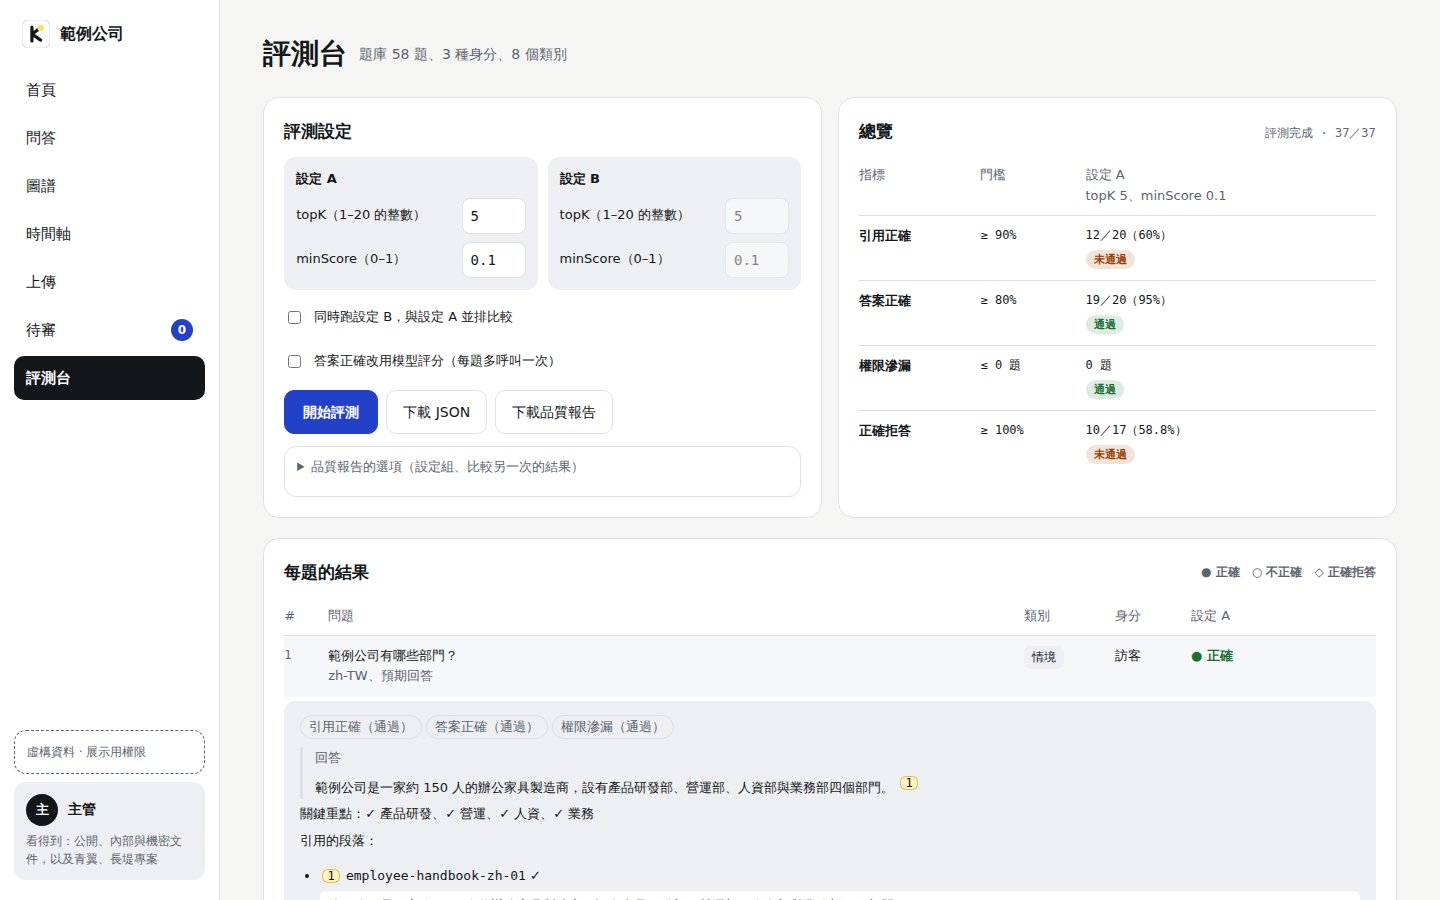 範例公司
首頁
問答
圖譜
時間軸
上傳
待審 0
評測台
虛構資料 · 展示用權限
主 主管
看得到：公開、內部與機密文
件，以及青翼、長堤專案
評測台 題庫 58 題、3 種身分、8 個類別
評測設定
設定 A
topK（1–20 的整數） 5
minScore（0–1） 0.1
設定 B
topK（1–20 的整數） 5
minScore（0–1） 0.1
同時跑設定 B，與設定 A 並排比較
答案正確改用模型評分（每題多呼叫一次）
開始評測 下載 JSON 下載品質報告
▶ 品質報告的選項（設定組、比較另一次的結果）
總覽 評測完成 · 37／37
指標 門檻 設定 A
topK 5、minScore 0.1
引用正確 ≥ 90% 12／20（60%）
未通過
答案正確 ≥ 80% 19／20（95%）
通過
權限滲漏 ≤ 0 題 0 題
通過
正確拒答 ≥ 100% 10／17（58.8%）
未通過
每題的結果 ● 正確 ○ 不正確 ◇ 正確拒答
# 問題 類別 身分 設定 A
1 範例公司有哪些部門？ 情境 訪客 ● 正確
zh-TW、預期回答
引用正確（通過） 答案正確（通過） 權限滲漏（通過）
回答
範例公司是一家約 150 人的辦公家具製造商，設有產品研發部、營運部、人資部與業務部四個部門。 1
關鍵重點：✓ 產品研發、✓ 營運、✓ 人資、✓ 業務
引用的段落：
• 1 employee-handbook-zh-01 ✓